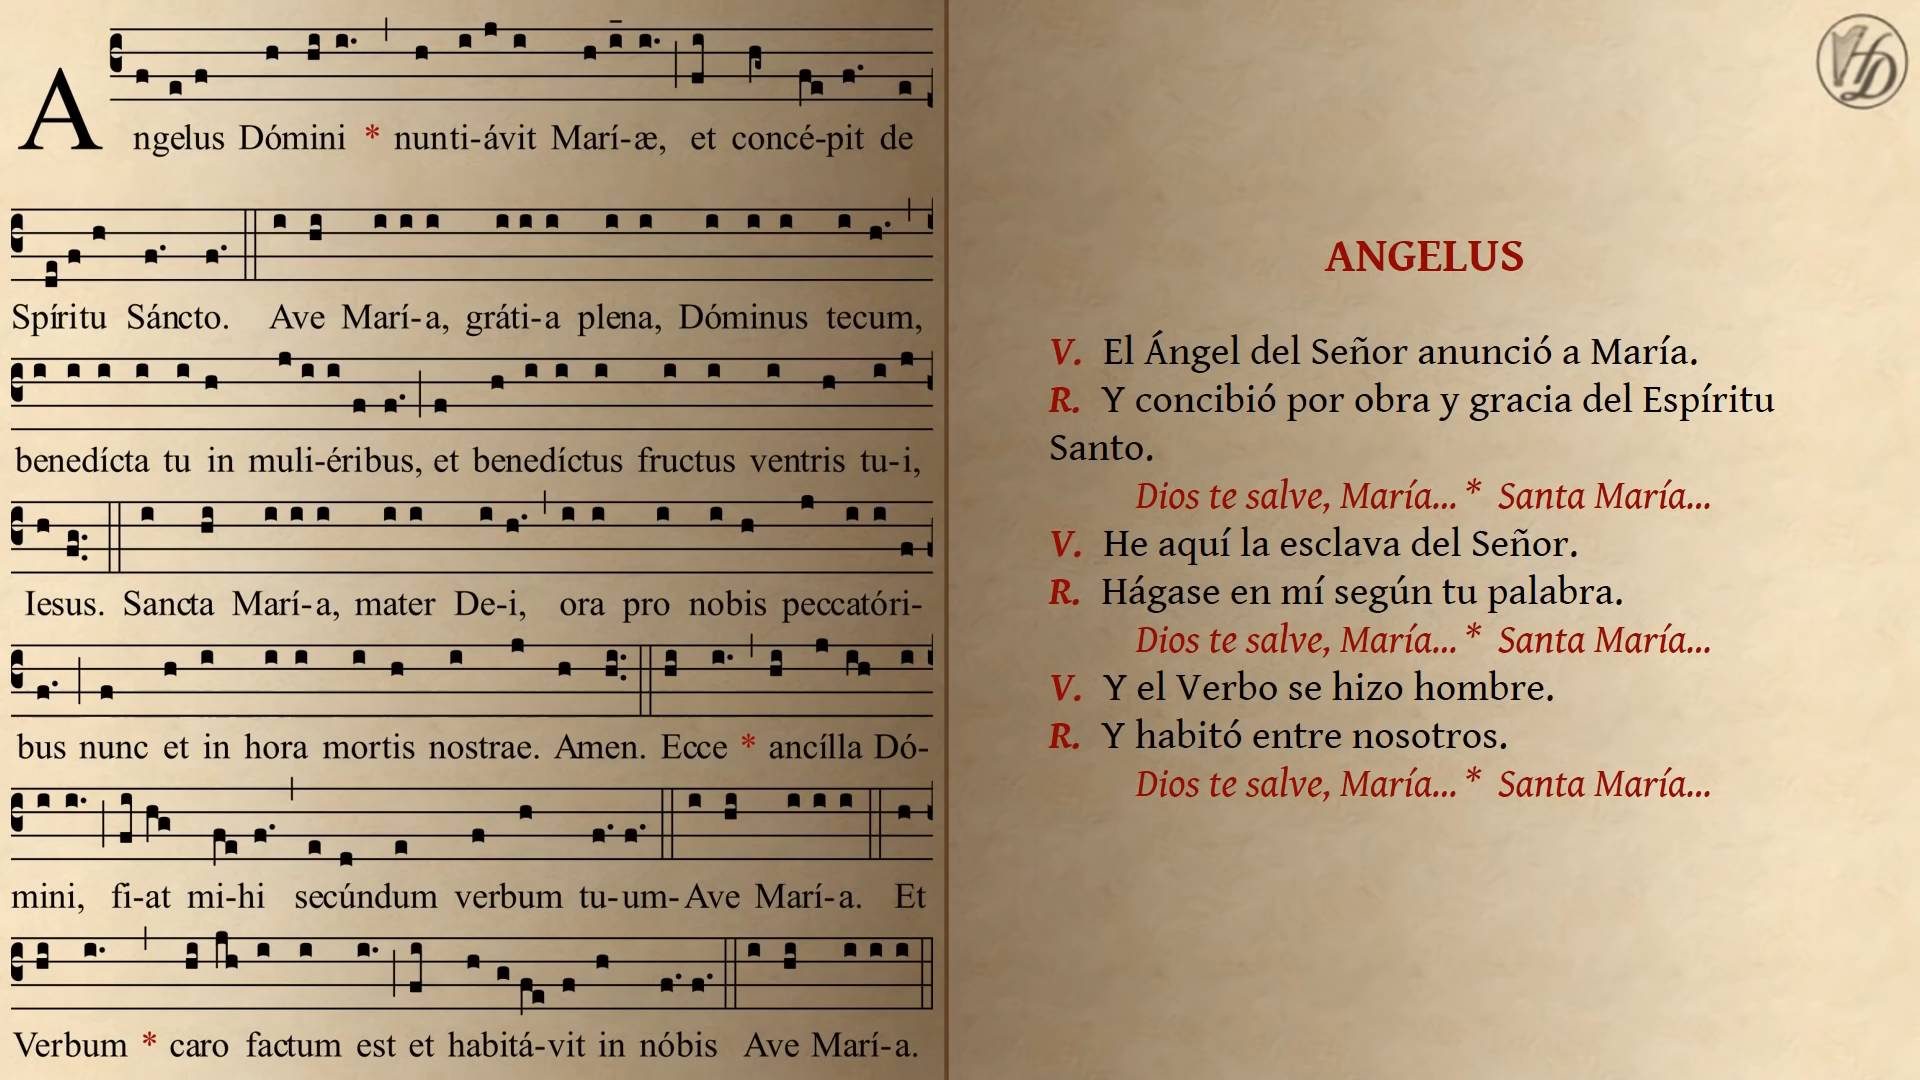 Angelus Dómini * nunti-ávit Marí-æ, et concé-pit de
Spíritu Sáncto. Ave Marí-a, gráti-a plena, Dóminus tecum,
benedícta tu in muli-éribus, et benedíctus fructus ventris tu-i,
Iesus. Sancta Marí-a, mater De-i, ora pro nobis peccatóri-
bus nunc et in hora mortis nostrae. Amen. Ecce * ancílla Dó-
mini, fi-at mi-hi secúndum verbum tu-um-Ave Marí-a. Et
Verbum * caro factum est et habitá-vit in nóbis Ave Marí-a.
HD
ANGELUS
V. El Ángel del Señor anunció a María.
R. Y concibió por obra y gracia del Espíritu
Santo.
Dios te salve, María... * Santa María...
V. He aquí la esclava del Señor.
R. Hágase en mí según tu palabra.
Dios te salve, María... * Santa María...
V. Y el Verbo se hizo hombre.
R. Y habitó entre nosotros.
Dios te salve, María... * Santa María...